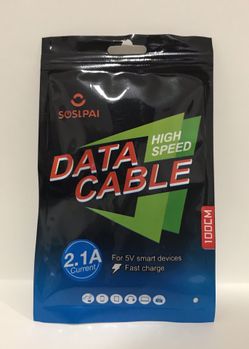 SOSLPAI
HIGH
SPEED
DATA
CABLE
100CM
2.1A
Current
For 5V smart devices
Fast charge